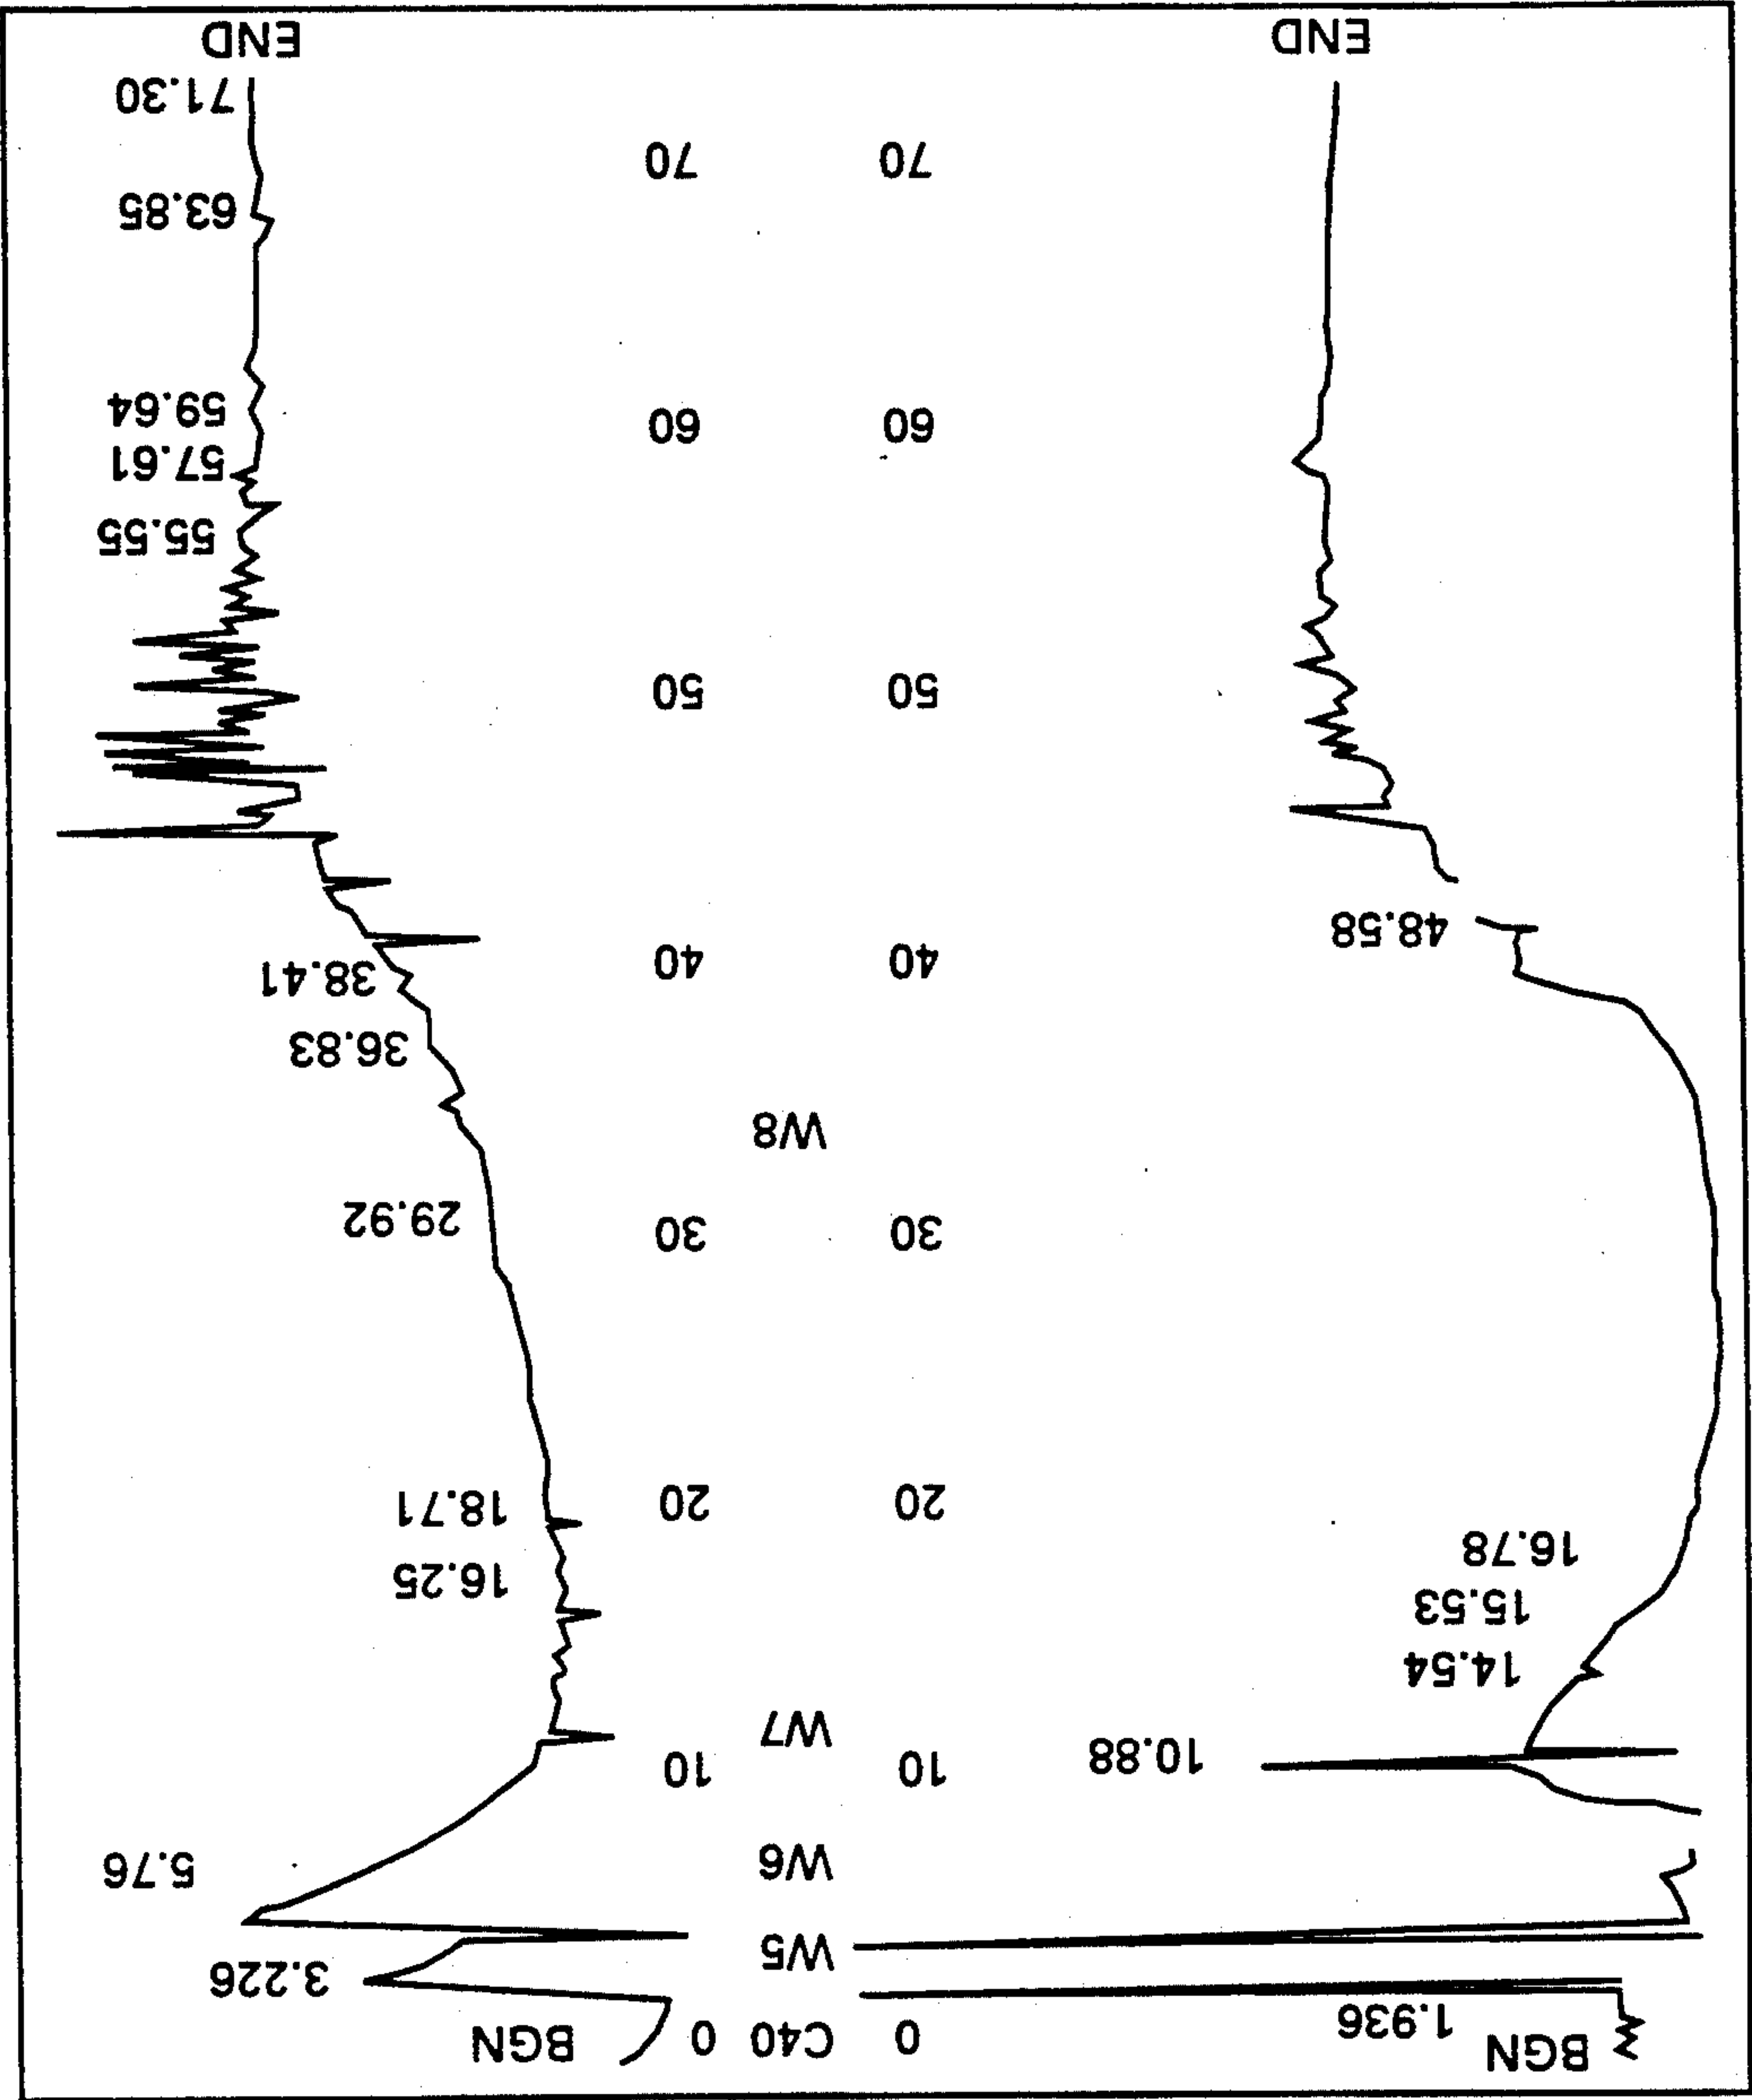 BGN 1.936 0 C40 0 BGN
W5 3.226
W6 5.76
10.88 10 10
W7
14.54
15.53 16.25
16.78
20 20 18.71
30 30 29.92
W8
36.83
48.58 40 40 38.41
50 50
55.55
57.61
60 60 59.64
63.85
70 70
71.30
END END